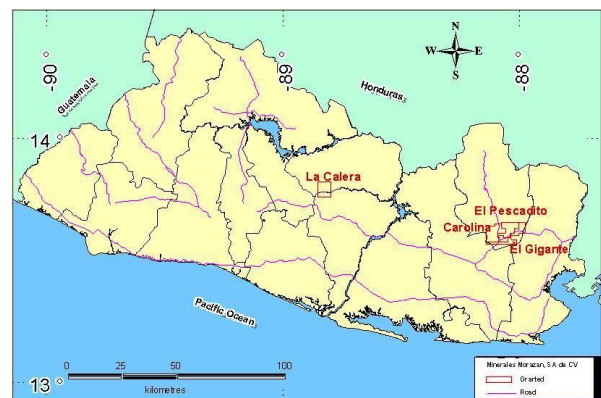 -90
-89
-88
N
W E
S
Honduras
Guatemala
14
La Calera
El Pescadito
Carolina
El Gigante
Pacific Ocean
0 25 50 100
kilometres
13
Minerales Morazan, S.A de CV
Granted
Road